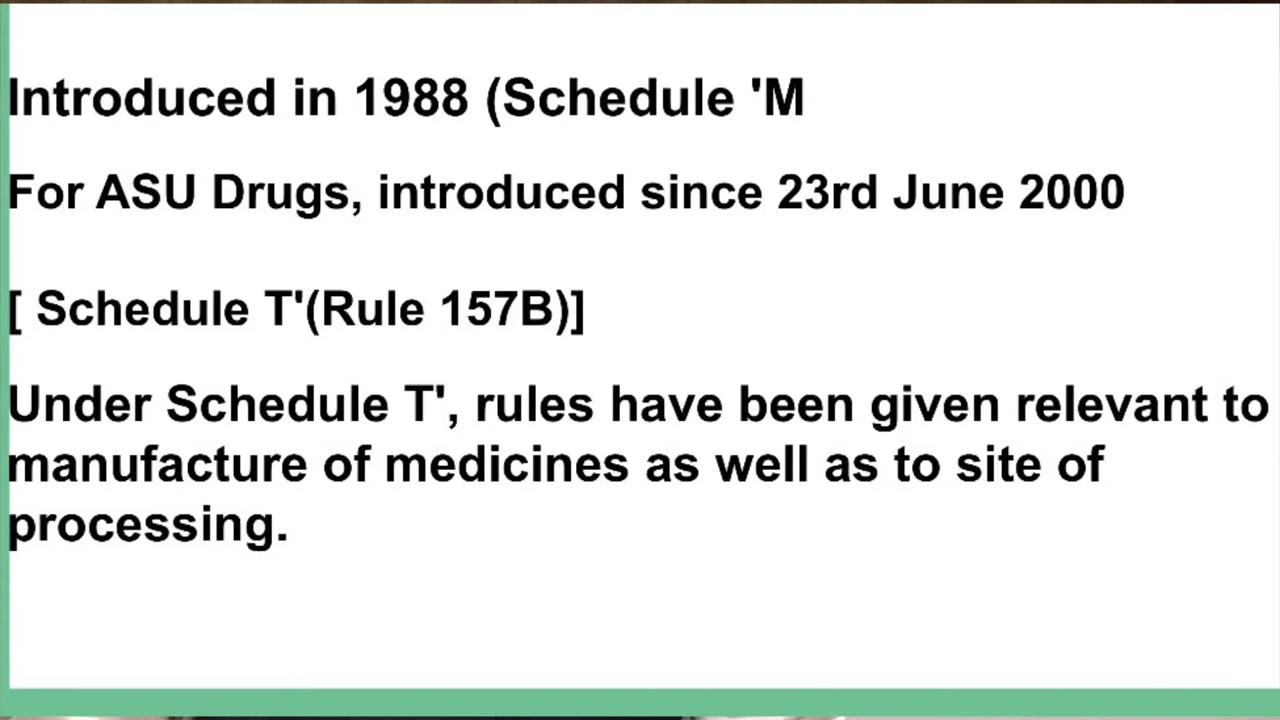 Introduced in 1988 (Schedule 'M
For ASU Drugs, introduced since 23rd June 2000
[ Schedule T'(Rule 157B)]
Under Schedule T', rules have been given relevant to
manufacture of medicines as well as to site of
processing.